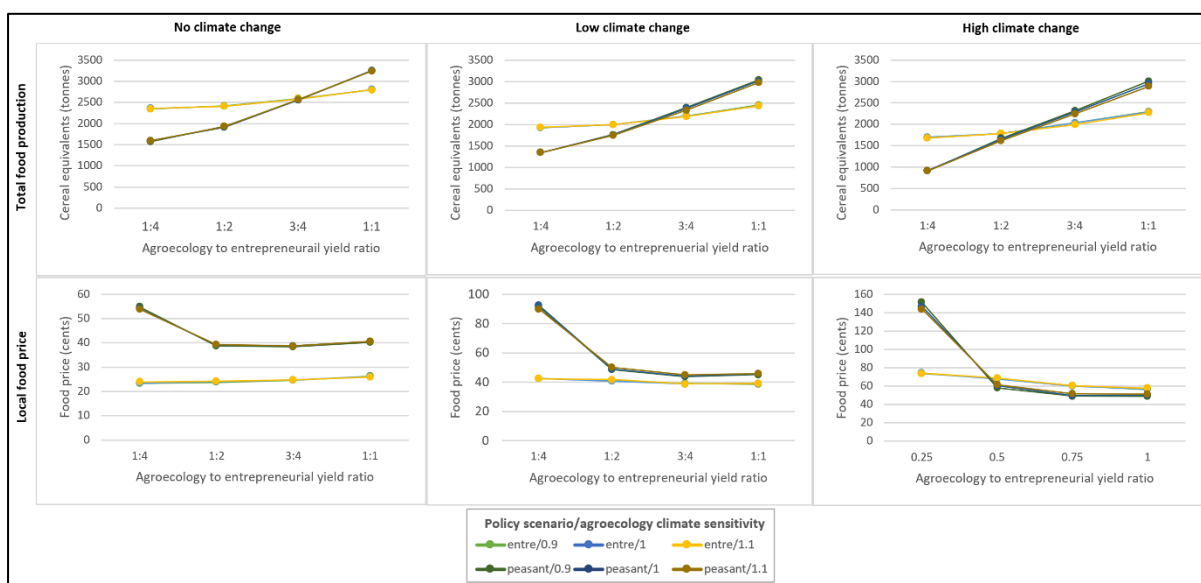 No climate change
Low climate change
High climate change
Total food production
Cereal equivalents (tonnes)
3500
3000
2500
2000
1500
1000
500
0
1:4 1:2 3:4 1:1
Agroecology to entrepreneurail yield ratio
Cereal equivalents (tonnes)
3500
3000
2500
2000
1500
1000
500
0
1:4 1:2 3:4 1:1
Agroecology to entreprenuerial yield ratio
Cereal equivalents (tonnes)
3500
3000
2500
2000
1500
1000
500
0
1:4 1:2 3:4 1:1
Agroecology to entrepreneurial yield ratio
Local food price
Food price (cents)
60
50
40
30
20
10
0
1:4 1:2 3:4 1:1
Agroecology to entrepreneurial yield ratio
Food price (cents)
100
80
60
40
20
0
1:4 1:2 3:4 1:1
Agroecology to entrepreneurial yield ratio
Food price (cents)
160
140
120
100
80
60
40
20
0
0.25 0.5 0.75 1
Agroecology to entrepreneurial yield ratio
Policy scenario/agroecology climate sensitivity
entre/0.9 entre/1 entre/1.1
peasant/0.9 peasant/1 peasant/1.1